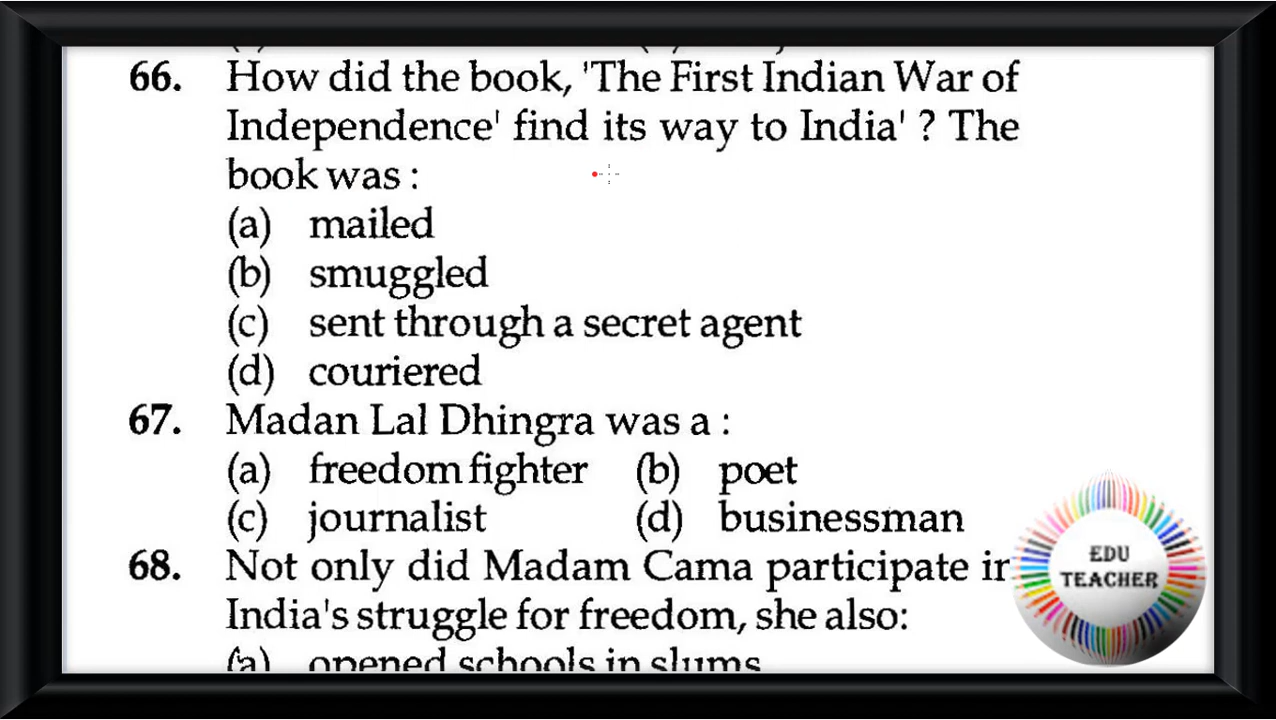 66. How did the book, 'The First Indian War of
Independence' find its way to India' ? The
book was :
(a) mailed
(b) smuggled
(c) sent through a secret agent
(d) couriered
67. Madan Lal Dhingra was a :
(a) freedom fighter (b) poet
(c) journalist (d) businessman
68. Not only did Madam Cama participate in
India's struggle for freedom, she also:
(a) opened schools in slums
EDU
TEACHER